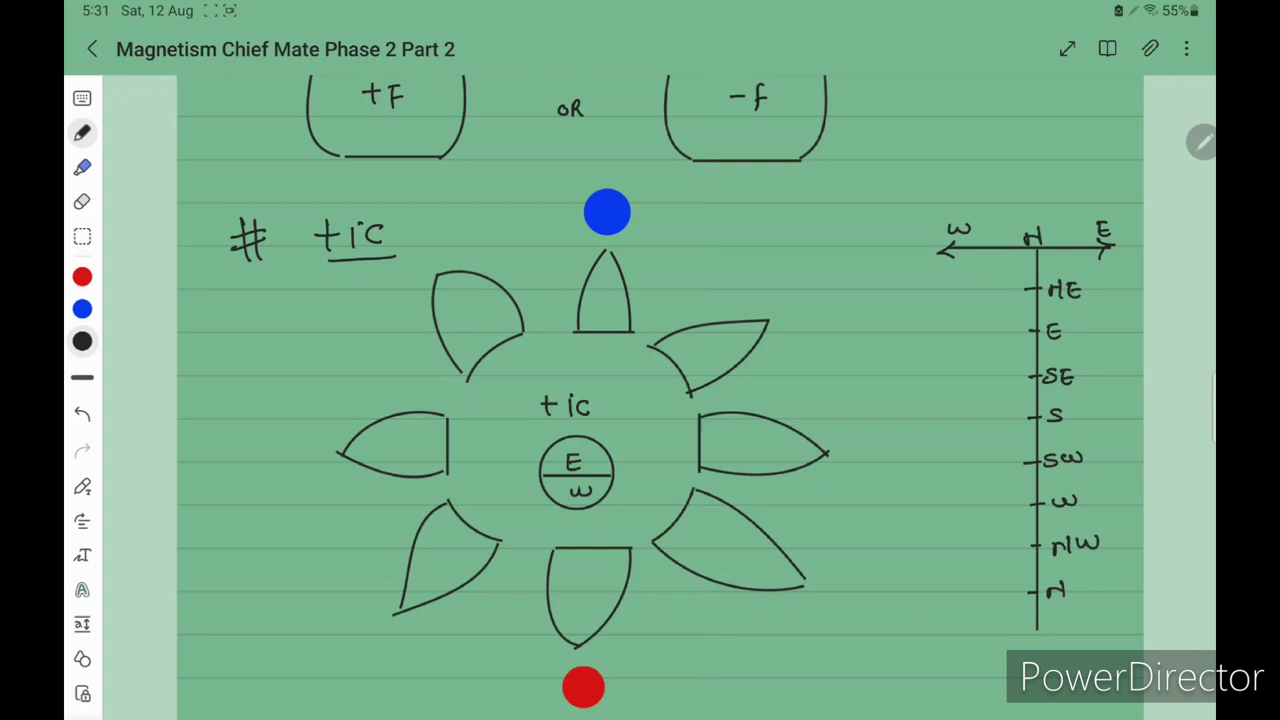 5:31 Sat, 12 Aug
55%
Magnetism Chief Mate Phase 2 Part 2
+F OR -f
# +ic
W N E
NE
E
SE
S
SW
W
NW
N
+ic
E
W
PowerDirector